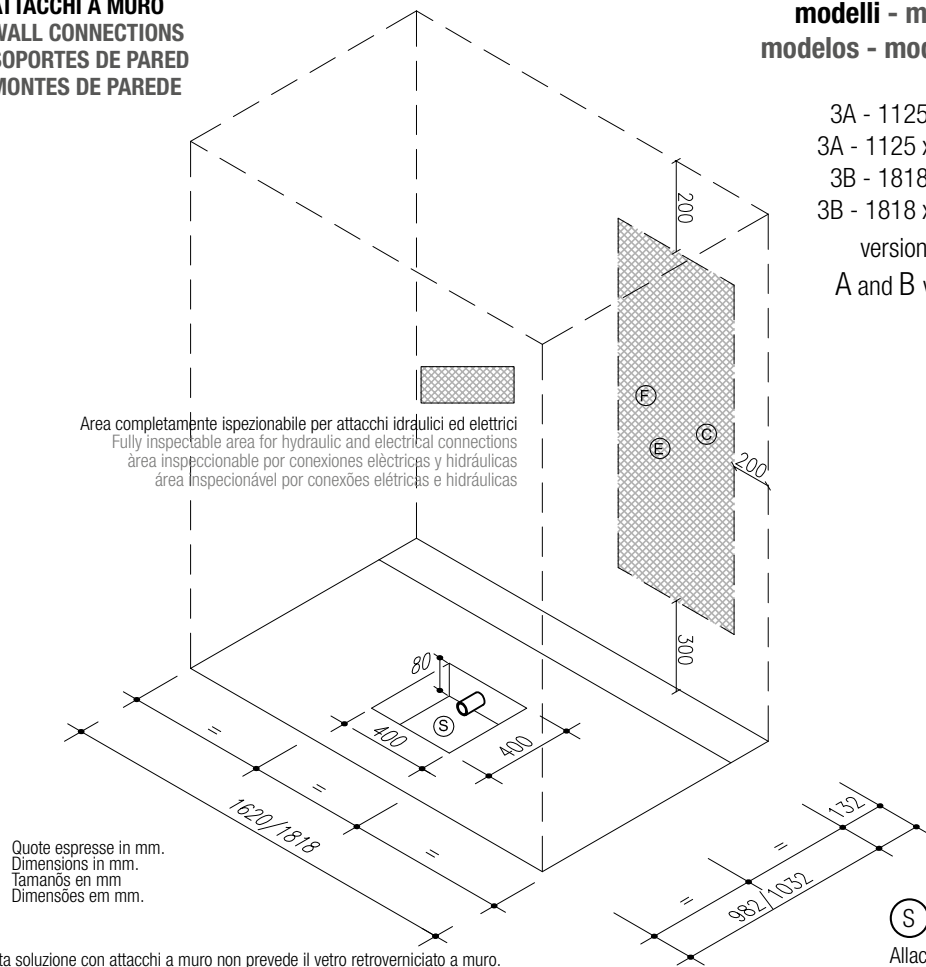 ATTACCHI A MURO
WALL CONNECTIONS
SOPORTES DE PARED
MONTES DE PAREDE
modelli - m
modelos - mod
3A - 1125
3A - 1125 x
3B - 1818
3B - 1818 x
version
A and B v
200
F
C
E
200
300
Area completamente ispezionabile per attacchi idraulici ed elettrici
Fully inspectable area for hydraulic and electrical connections
àrea inspeccionable por conexiones elèctricas y hidráulicas
área inspecionável por conexões elétricas e hidráulicas
80
S
400
400
=
=
=
1620/1818
132
=
=
982/1032
Quote espresse in mm.
Dimensions in mm.
Tamanõs en mm
Dimensões em mm.
S
Allac
ta soluzione con attacchi a muro non prevede il vetro retroverniciato a muro.